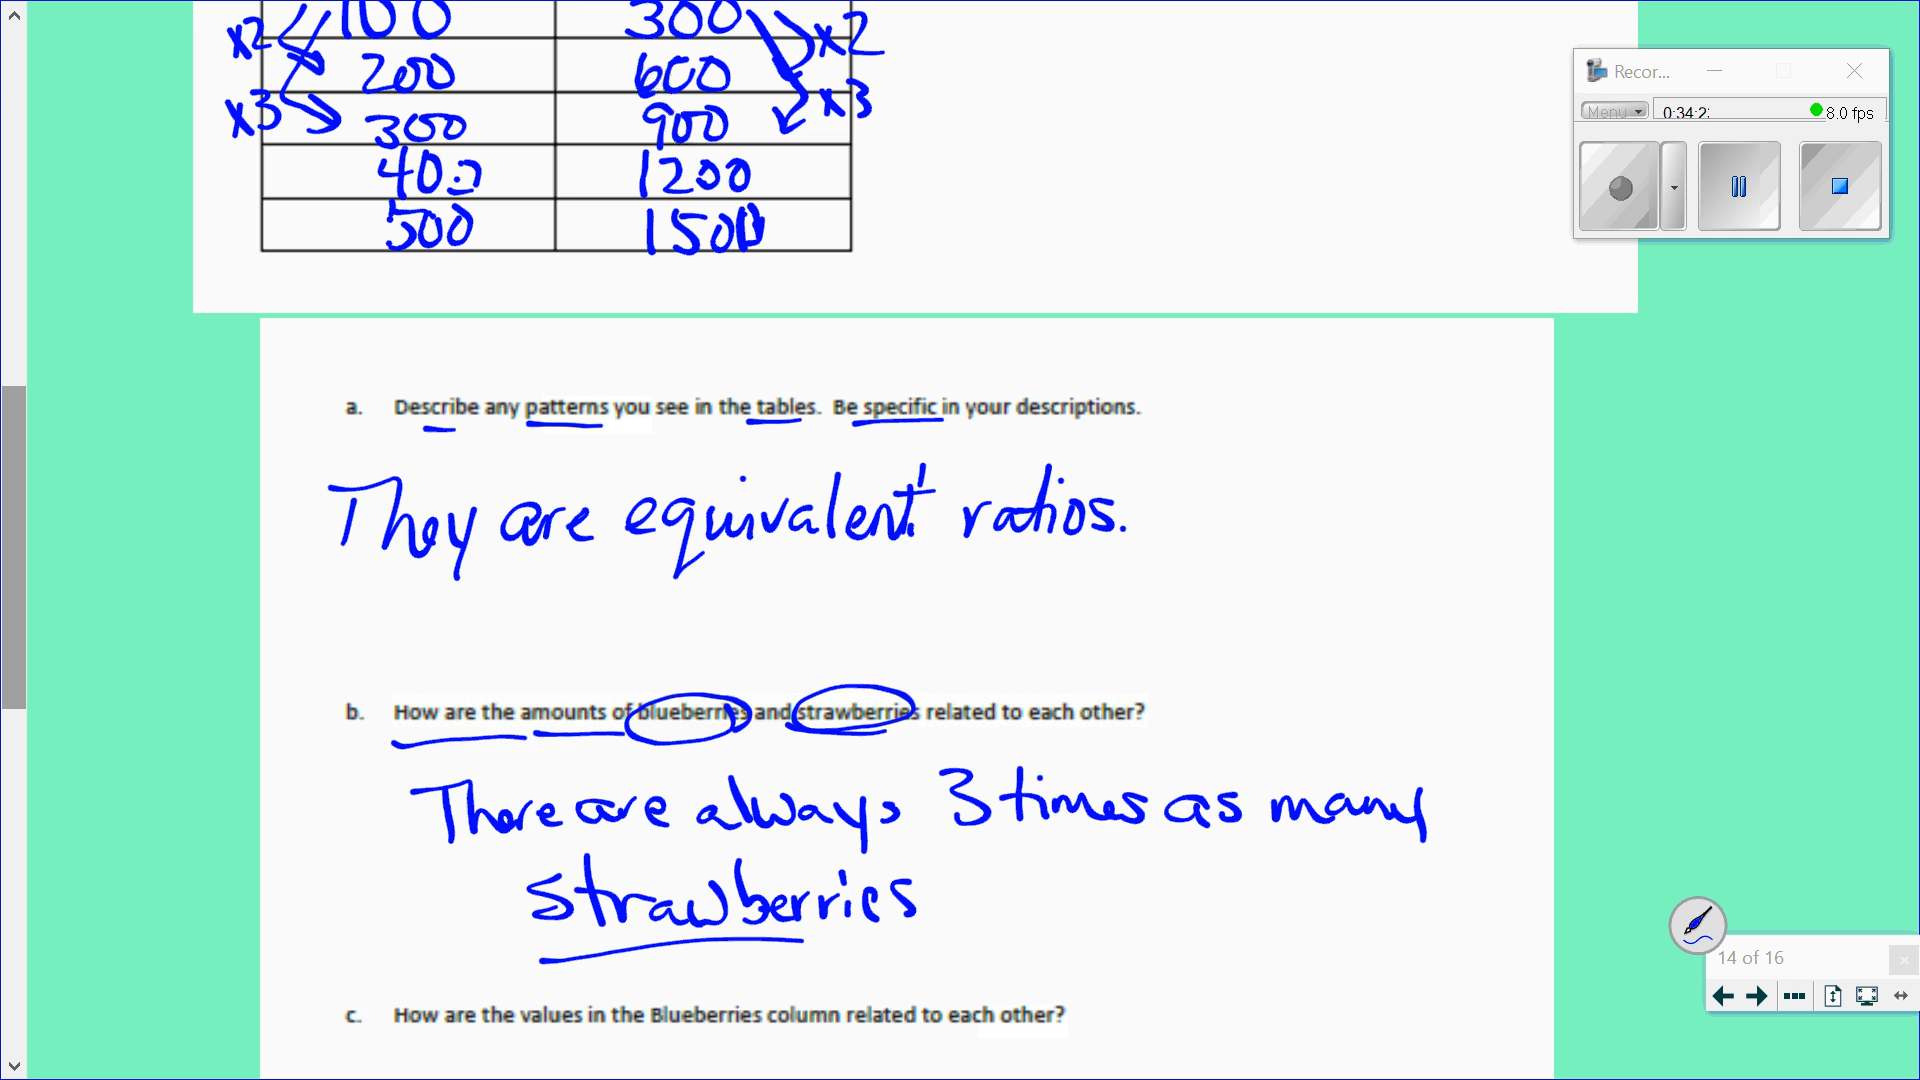 x2 100 300 x2
200 600
x3 300 900 x3
400 1200
500 1500
Recor...
Menu 0:34:2 8.0 fps
a. Describe any patterns you see in the tables. Be specific in your descriptions.
They are equivalent ratios.
b. How are the amounts of blueberries and strawberries related to each other?
There are always 3 times as many
strawberries
14 of 16
c. How are the values in the Blueberries column related to each other?